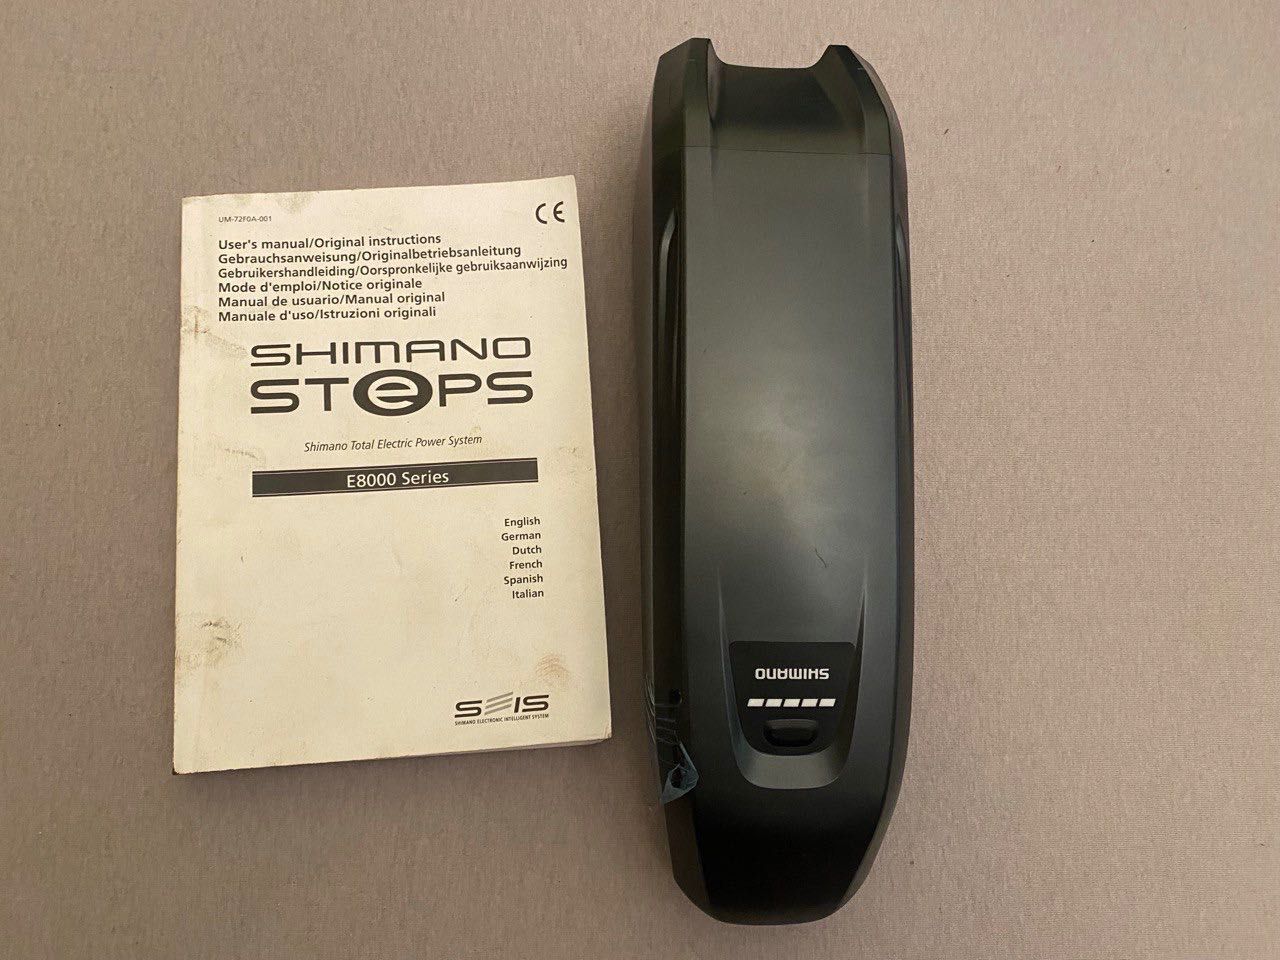 UM-72F0A-001
CE
User's manual/Original instructions
Gebrauchsanweisung/Originalbetriebsanleitung
Gebruikershandleiding/Oorspronkelijke gebruiksaanwijzing
Mode d'emploi/Notice originale
Manual de usuario/Manual original
Manuale d'uso/Istruzioni originali
SHIMANO
STePS
Shimano Total Electric Power System
E8000 Series
English
German
Dutch
French
Spanish
Italian
SEIS
SHIMANO ELECTRONIC INTELLIGENT SYSTEM
SHIMANO